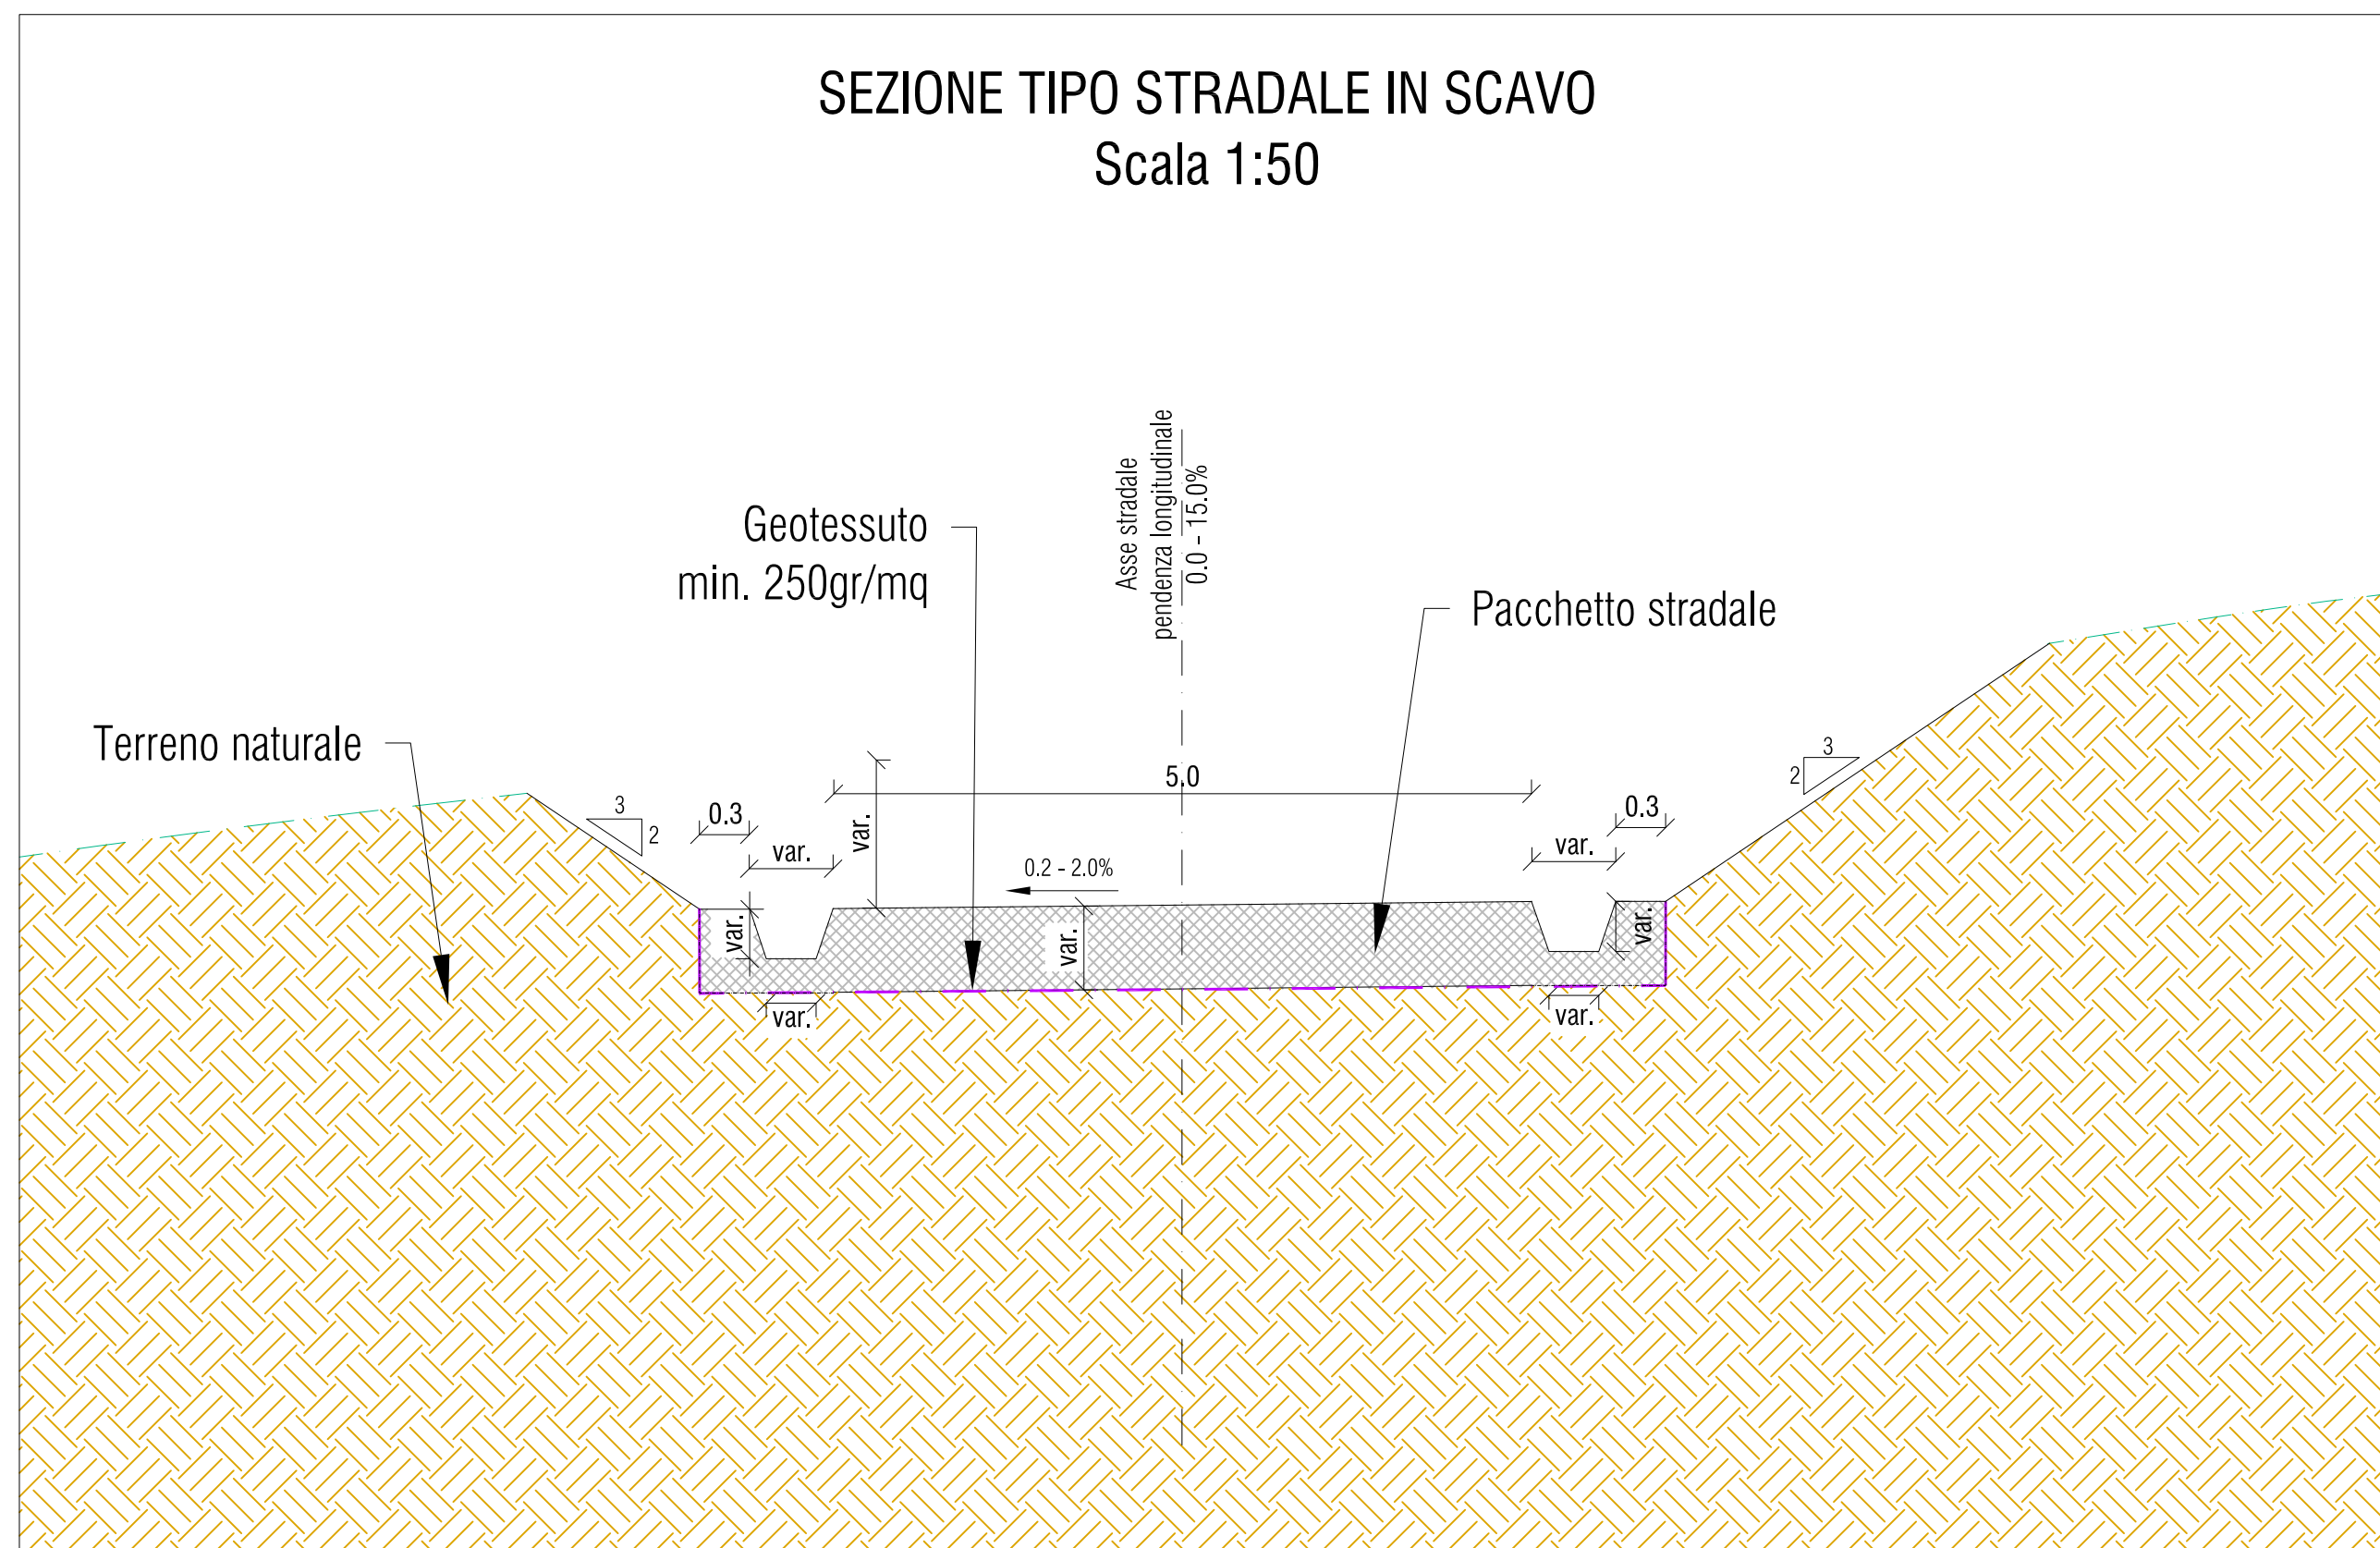 SEZIONE TIPO STRADALE IN SCAVO
Scala 1:50
Asse stradale
pendenza longitudinale
0.0 - 15.0%
Geotessuto
min. 250gr/mq
Pacchetto stradale
Terreno naturale
3
2
3
2
5.0
0.3
0.3
var.
var.
var.
0.2 - 2.0%
var.
var.
var.
var.
var.